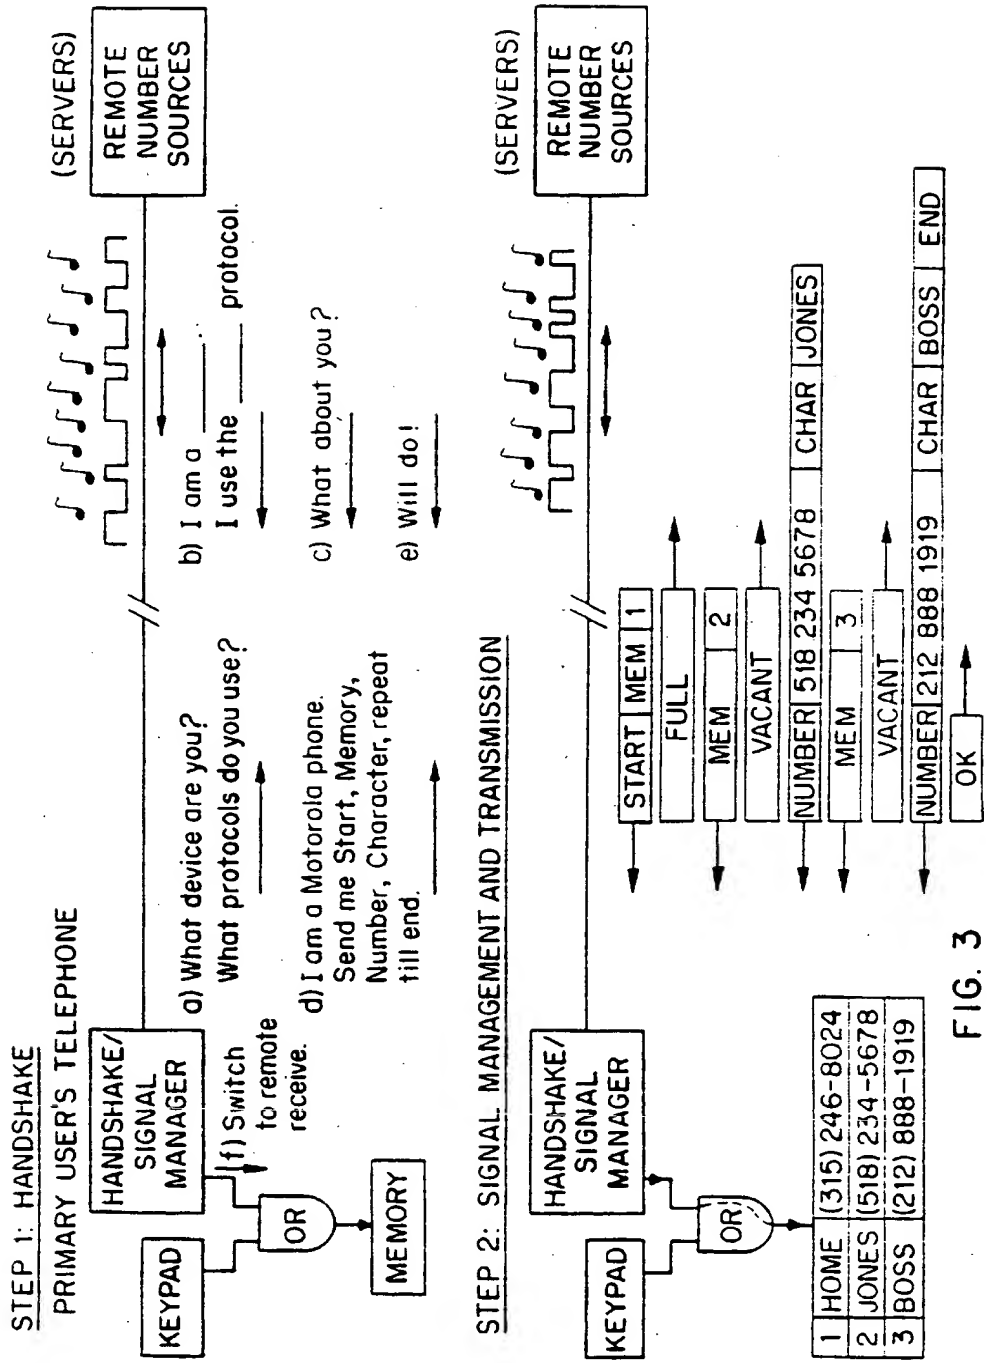 STEP 1: HANDSHAKE
PRIMARY USER'S TELEPHONE
(SERVERS)
KEYPAD
HANDSHAKE/
SIGNAL
MANAGER
REMOTE
NUMBER
SOURCES
OR
MEMORY
f) Switch
to remote
receive.
a) What device are you?
What protocols do you use?
b) I am a ____.
I use the ____ protocol.
c) What about you?
d) I am a Motorola phone.
Send me Start, Memory,
Number, Character, repeat
till end.
e) Will do!
STEP 2: SIGNAL MANAGEMENT AND TRANSMISSION
(SERVERS)
KEYPAD
HANDSHAKE/
SIGNAL
MANAGER
REMOTE
NUMBER
SOURCES
OR
1 HOME (315) 246-8024
2 JONES (518) 234-5678
3 BOSS (212) 888-1919
START MEM 1
FULL
MEM 2
VACANT
NUMBER 518 234 5678 CHAR JONES
MEM 3
VACANT
NUMBER 212 888 1919 CHAR BOSS END
OK
FIG. 3